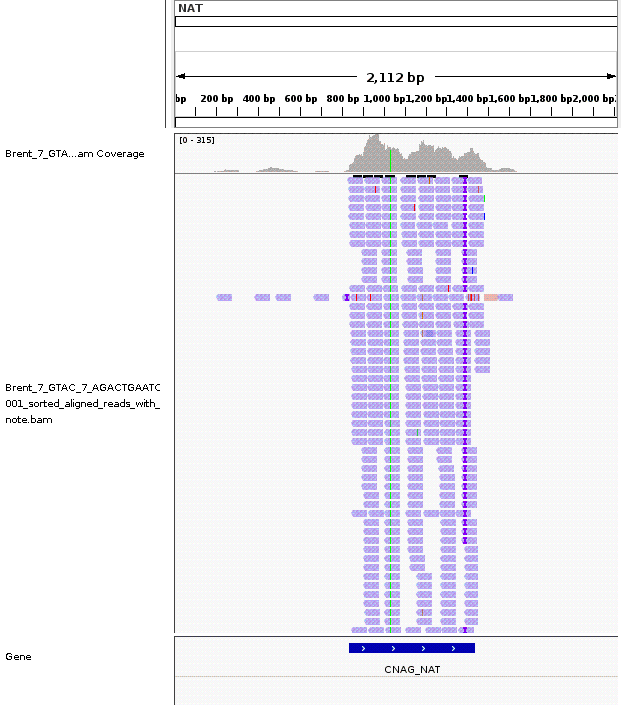 NAT
2,112 bp
bp 200 bp 400 bp 600 bp 800 bp 1,000 bp 1,200 bp 1,400 bp 1,600 bp 1,800 bp 2,000 bp
[0 - 315]
Brent_7_GTA...am Coverage
Brent_7_GTAC_7_AGACTGAATC
001_sorted_aligned_reads_with_
note.bam
Gene
CNAG_NAT